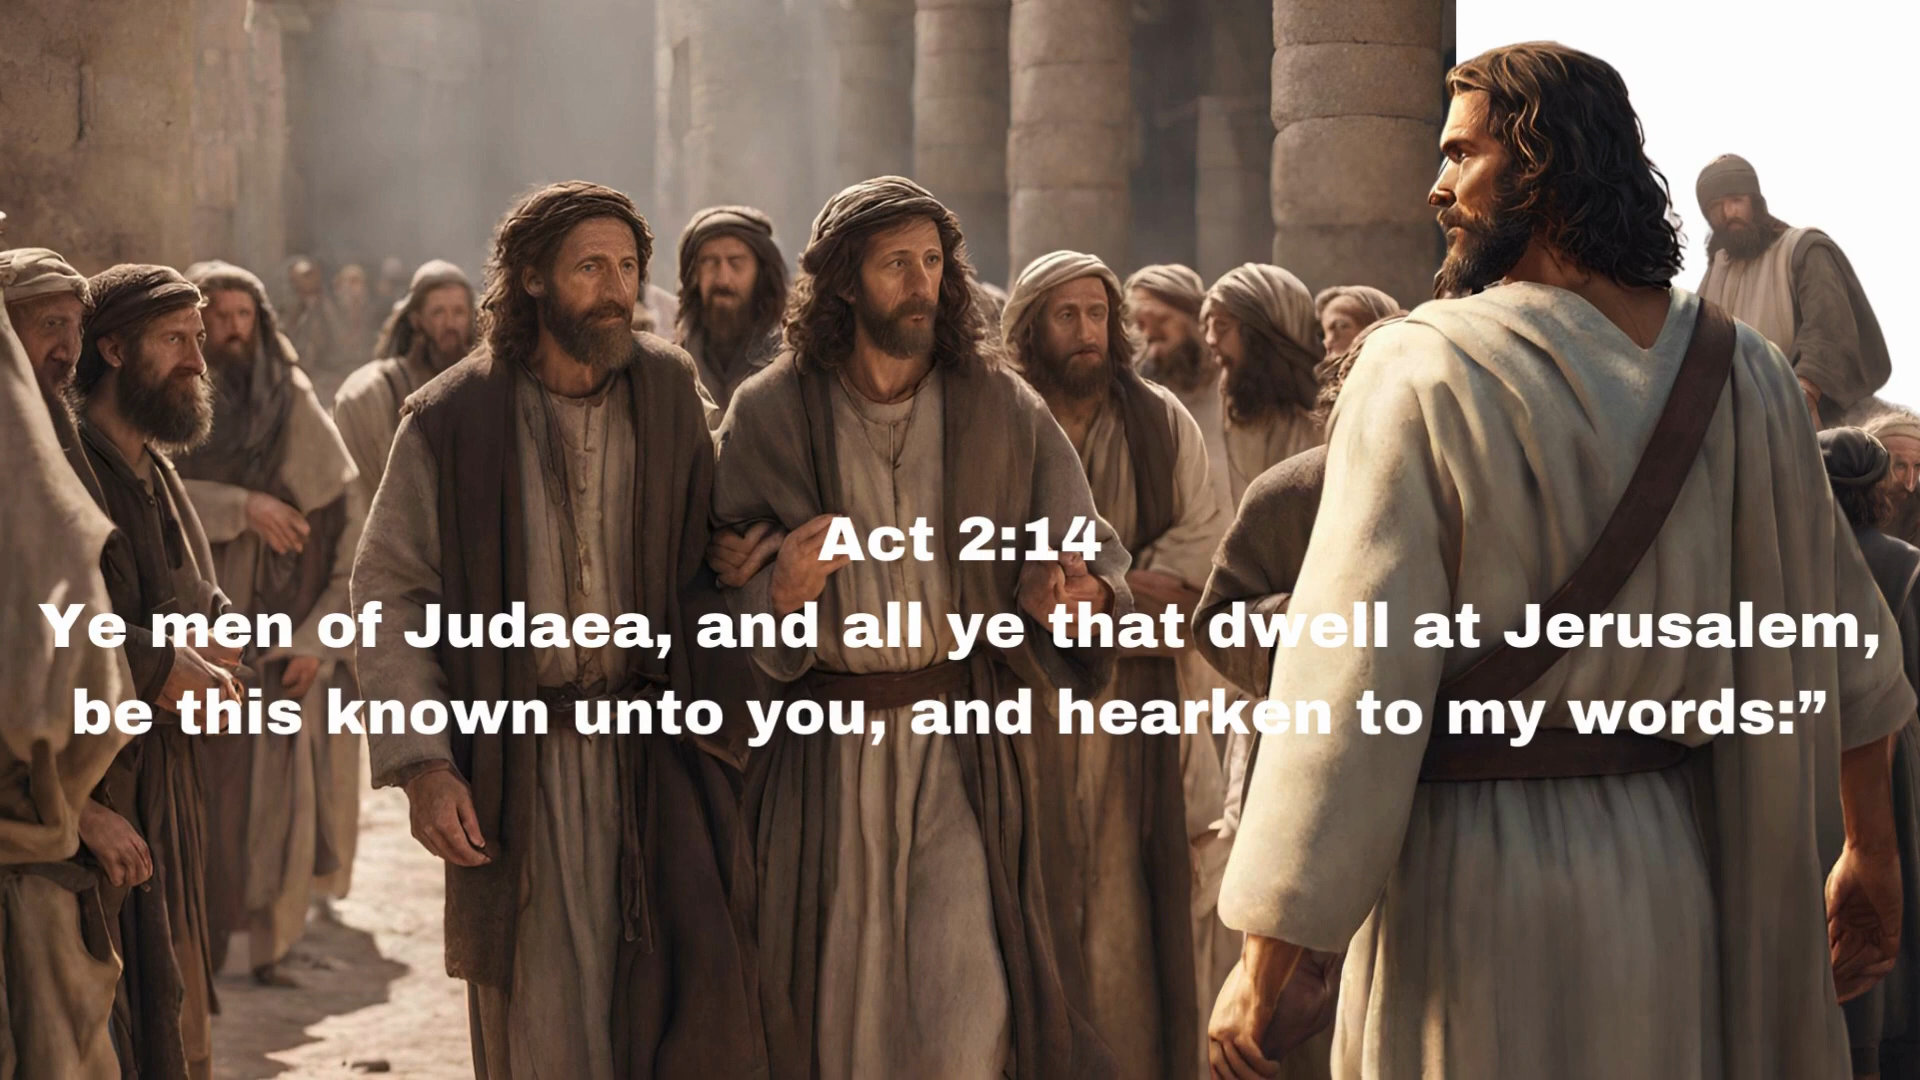 Act 2:14
Ye men of Judaea, and all ye that dwell at Jerusalem,
be this known unto you, and hearken to my words:”